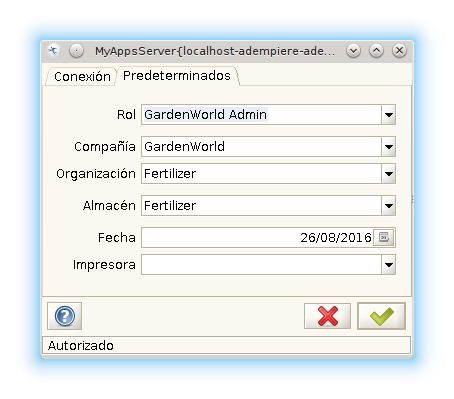 MyAppsServer{localhost-adempiere-ade...
Conexión Predeterminados
Rol GardenWorld Admin
Compañía GardenWorld
Organización Fertilizer
Almacén Fertilizer
Fecha 26/08/2016
Impresora
Autorizado